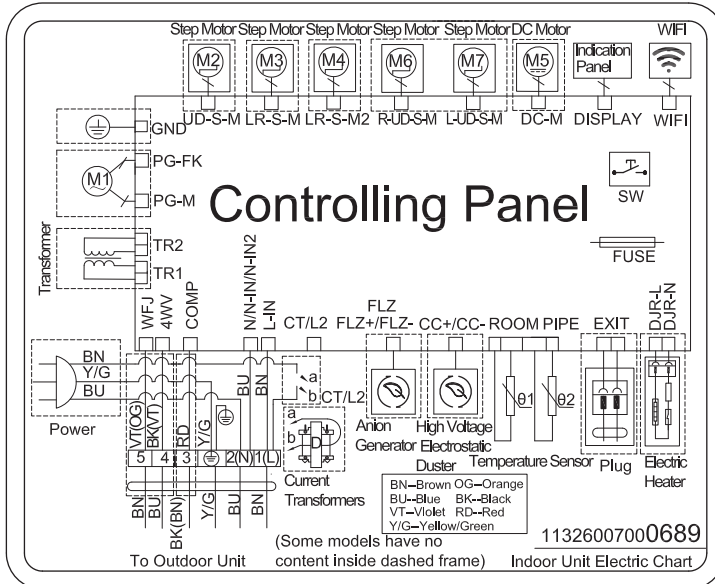 Step Motor Step Motor Step Motor Step Motor Step Motor DC Motor WIFI
M2 M3 M4 M6 M7 M5 Indication Panel
UD-S-M LR-S-M LR-S-M2 R-UD-S-M L-UD-S-M DC-M DISPLAY WIFI
GND
PG-FK
M1
PG-M
SW
Controlling Panel
Transformer
TR2
TR1
FUSE
WFJ 4WV COMP N/N-IN/N-IN2 L-IN CT/L2 FLZ FLZ+/FLZ- CC+/CC- ROOM PIPE EXIT DJR-L DJR-N
BN
Y/G
BU
Power
BU BN
a
b CT/L2
θ1 θ2
VT(OG) BK(VT) RD Y/G
a
b
D
5 4 3 2(N) 1(L)
Anion Generator
High Voltage Electrostatic Duster
Temperature Sensor
Plug
Electric Heater
Current Transformers
BN BU BK(BN) Y/G BU BN
BN--Brown OG--Orange
BU--Blue BK--Black
VT--VIolet RD--Red
Y/G--Yellow/Green
To Outdoor Unit
(Some models have no
content inside dashed frame)
11326007000689
Indoor Unit Electric Chart